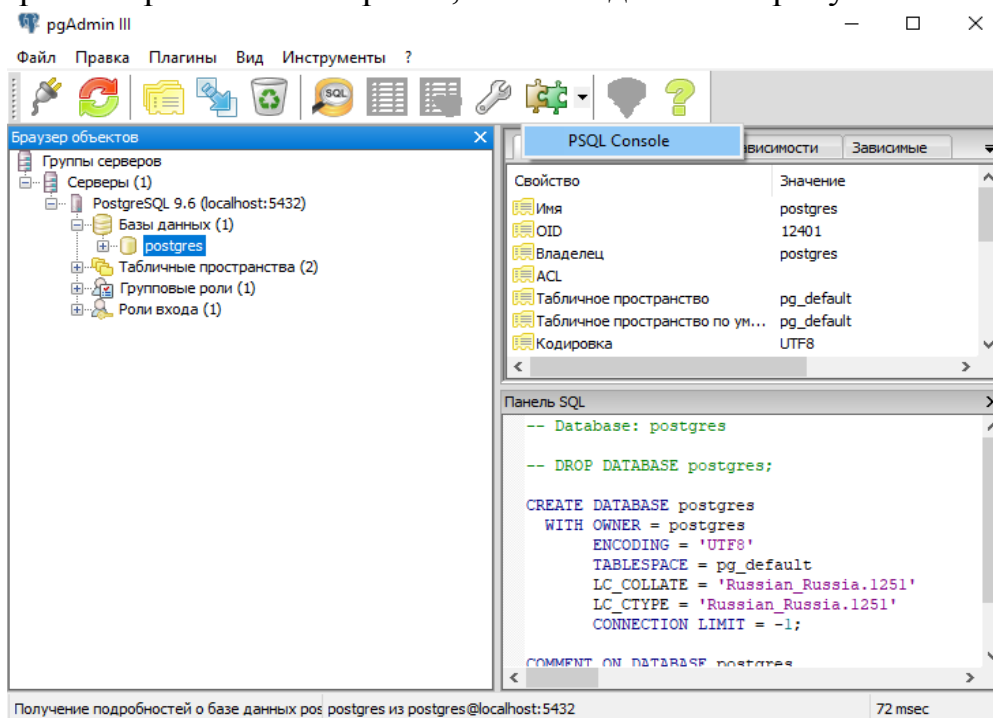 pgAdmin III
Файл Правка Плагины Вид Инструменты ?
SQL
Браузер объектов
Группы серверов
Серверы (1)
PostgreSQL 9.6 (localhost:5432)
Базы данных (1)
postgres
Табличные пространства (2)
Групповые роли (1)
Роли входа (1)
PSQL Console
ависимости Зависимые
Свойство Значение
Имя postgres
OID 12401
Владелец postgres
ACL
Табличное пространство pg_default
Табличное пространство по ум... pg_default
Кодировка UTF8
Панель SQL
-- Database: postgres
-- DROP DATABASE postgres;
CREATE DATABASE postgres
WITH OWNER = postgres
ENCODING = 'UTF8'
TABLESPACE = pg_default
LC_COLLATE = 'Russian_Russia.1251'
LC_CTYPE = 'Russian_Russia.1251'
CONNECTION LIMIT = -1;
COMMENT ON DATABASE postgres
Получение подробностей о базе данных pos postgres из postgres@localhost:5432 72 msec